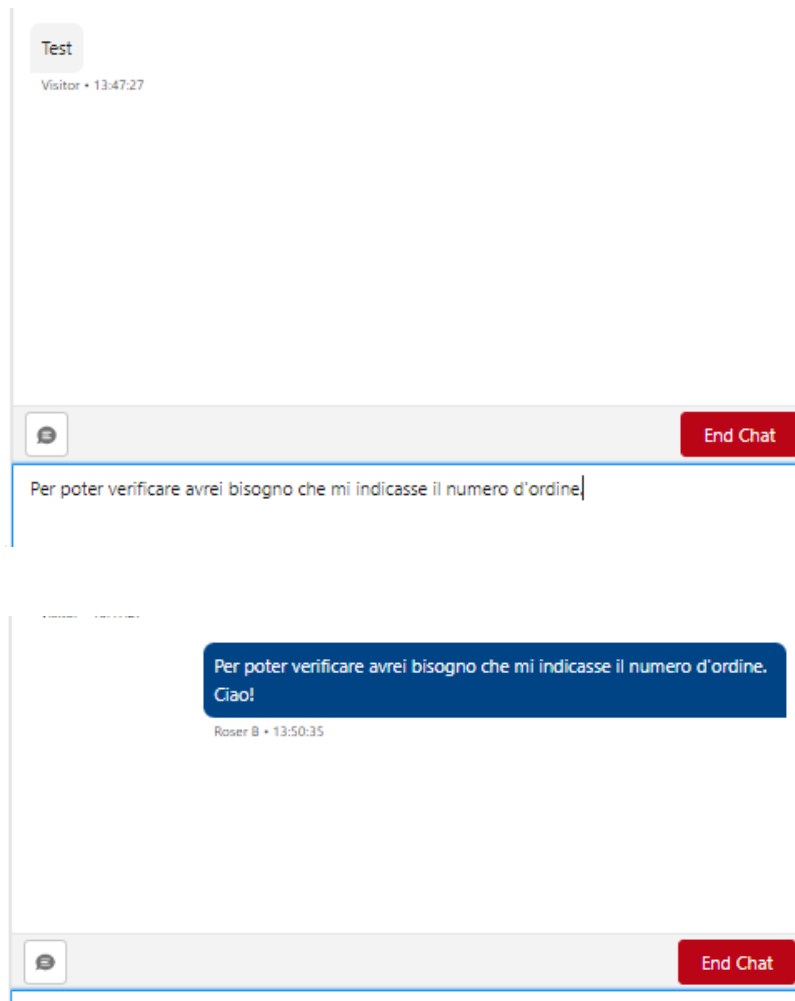 Test
Visitor • 13:47:27
End Chat
Per poter verificare avrei bisogno che mi indicasse il numero d'ordine.
Per poter verificare avrei bisogno che mi indicasse il numero d'ordine.
Ciao!
Roser B • 13:50:35
End Chat